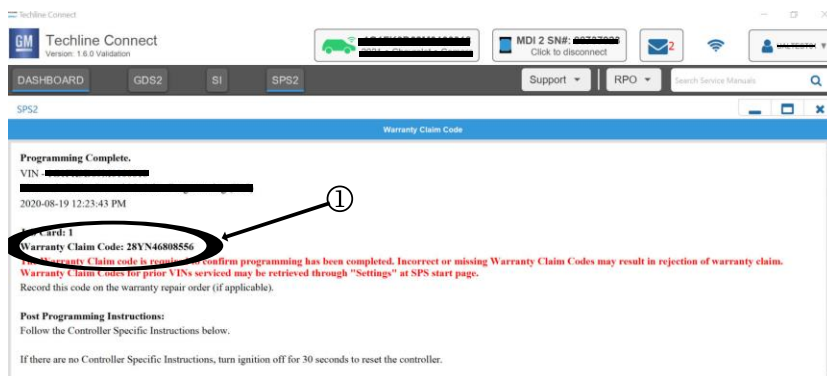 Techline Connect
GM
Techline Connect
Version: 1.6.0 Validation
2021 - Chevrolet - Camaro
MDI 2 SN#:
Click to disconnect
2
DASHBOARD GDS2 SI SPS2 Support RPO Search Service Manuals
SPS2
Warranty Claim Code
Programming Complete.
VIN -
2020-08-19 12:23:43 PM
①
Card: 1
Warranty Claim Code: 28YN46808556
The Warranty Claim code is required to confirm programming has been completed. Incorrect or missing Warranty Claim Codes may result in rejection of warranty claim.
Warranty Claim Codes for prior VINs serviced may be retrieved through "Settings" at SPS start page.
Record this code on the warranty repair order (if applicable).
Post Programming Instructions:
Follow the Controller Specific Instructions below.
If there are no Controller Specific Instructions, turn ignition off for 30 seconds to reset the controller.